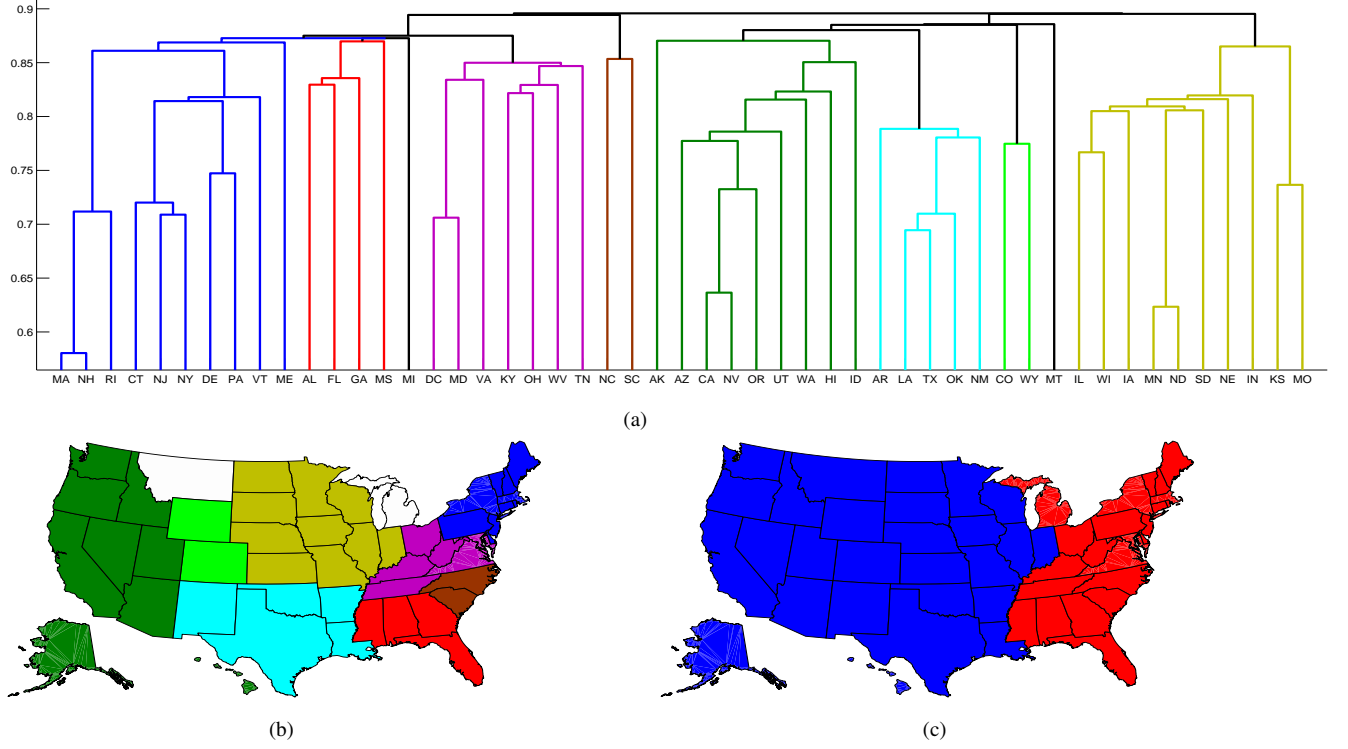 0.9
0.85
0.8
0.75
0.7
0.65
0.6
MA NH RI CT NJ NY DE PA VT ME AL FL GA MS MI DC MD VA KY OH WV TN NC SC AK AZ CA NV OR UT WA HI ID AR LA TX OK NM CO WY MT IL WI IA MN ND SD NE IN KS MO
(a)
(b) (c)